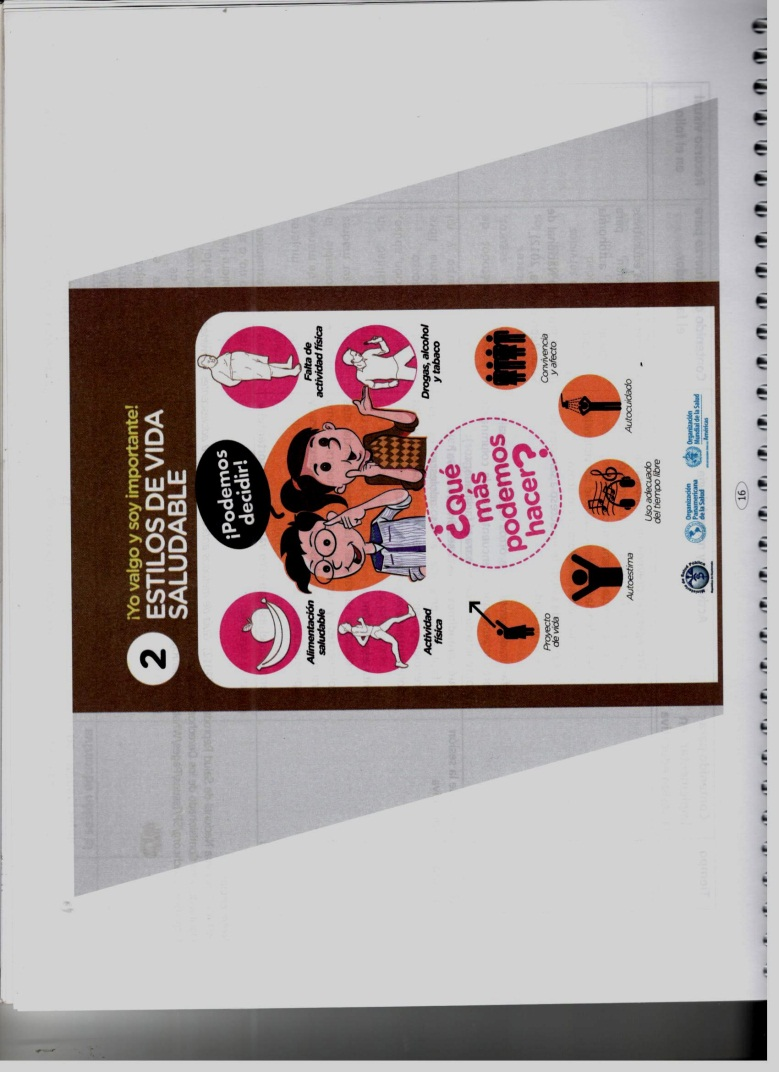 2
¡Yo valgo y soy importante!
ESTILOS DE VIDA
SALUDABLE
¡Podemos
decidir!
Alimentación
saludable
Falta de
actividad física
Actividad
física
Drogas, alcohol
y tabaco
¿Qué
más
podemos
hacer?
Proyecto
de vida
Convivencia
y afecto
Autoestima
Uso adecuado
del tiempo libre
Autocuidado
Organización
Panamericana
de la Salud
Organización
Mundial de la Salud
Américas
16